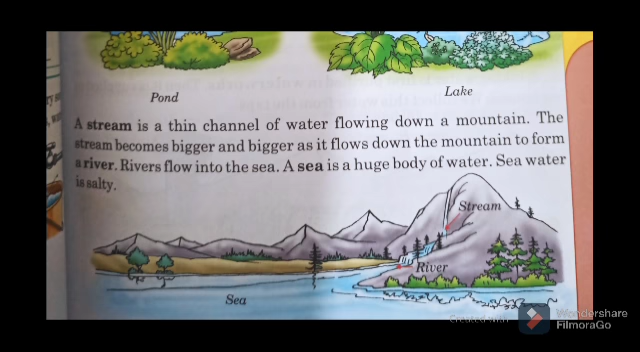 Pond
Lake
A stream is a thin channel of water flowing down a mountain. The
stream becomes bigger and bigger as it flows down the mountain to form
a river. Rivers flow into the sea. A sea is a huge body of water. Sea water
is salty.
Stream
River
Sea
Created with
Wondershare
FilmoraGo